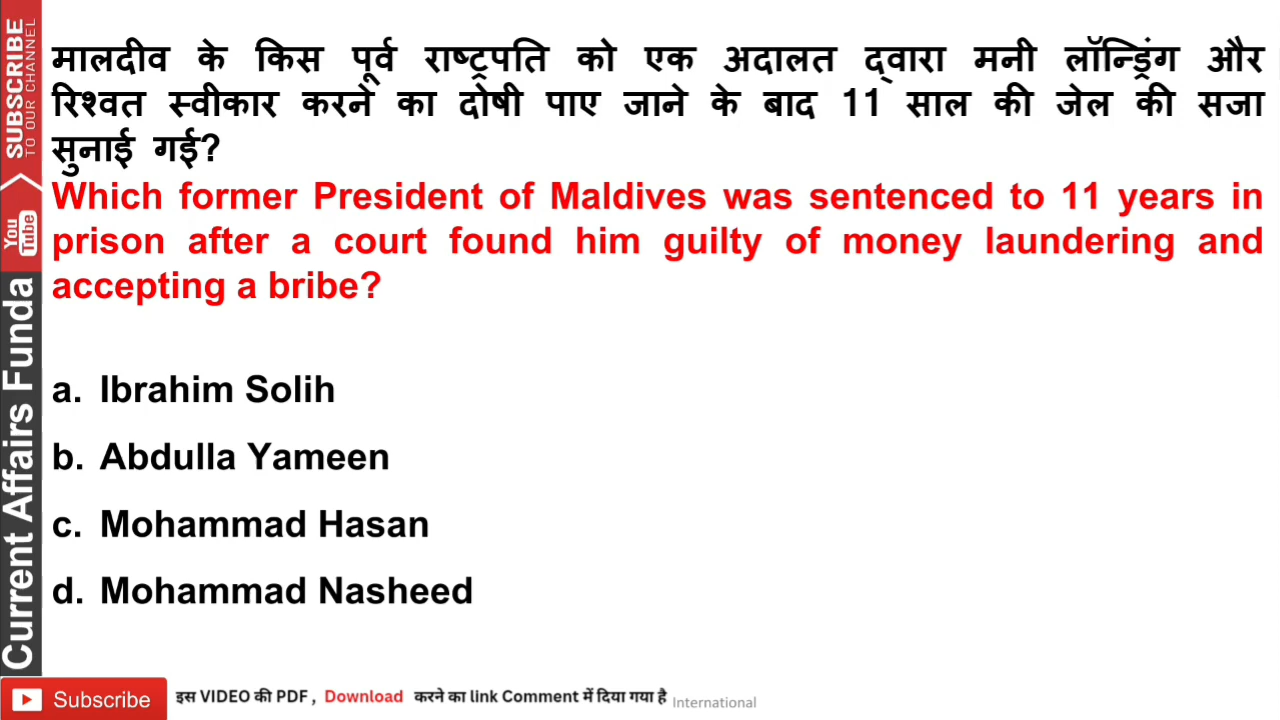 मालदीव के किस पूर्व राष्ट्रपति को एक अदालत द्वारा मनी लॉन्ड्रिंग और
रिश्वत स्वीकार करने का दोषी पाए जाने के बाद 11 साल की जेल की सजा
सुनाई गई?
Which former President of Maldives was sentenced to 11 years in
prison after a court found him guilty of money laundering and
accepting a bribe?
a. Ibrahim Solih
b. Abdulla Yameen
c. Mohammad Hasan
d. Mohammad Nasheed
SUBSCRIBE
TO OUR CHANNEL
You Tube
Current Affairs Funda
Subscribe
इस VIDEO की PDF , Download करने का link Comment में दिया गया है
International